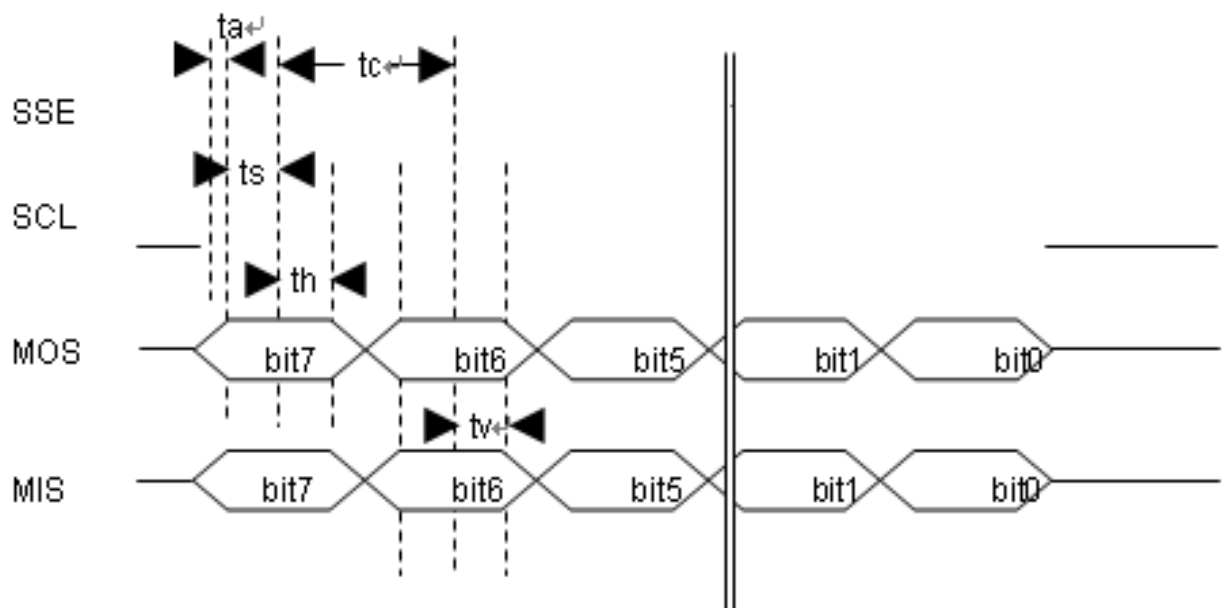 ta↵
tc↵
SSE
ts
SCL
th
MOS bit7 bit6 bit5 bit1 bit0
tv↵
MIS bit7 bit6 bit5 bit1 bit0